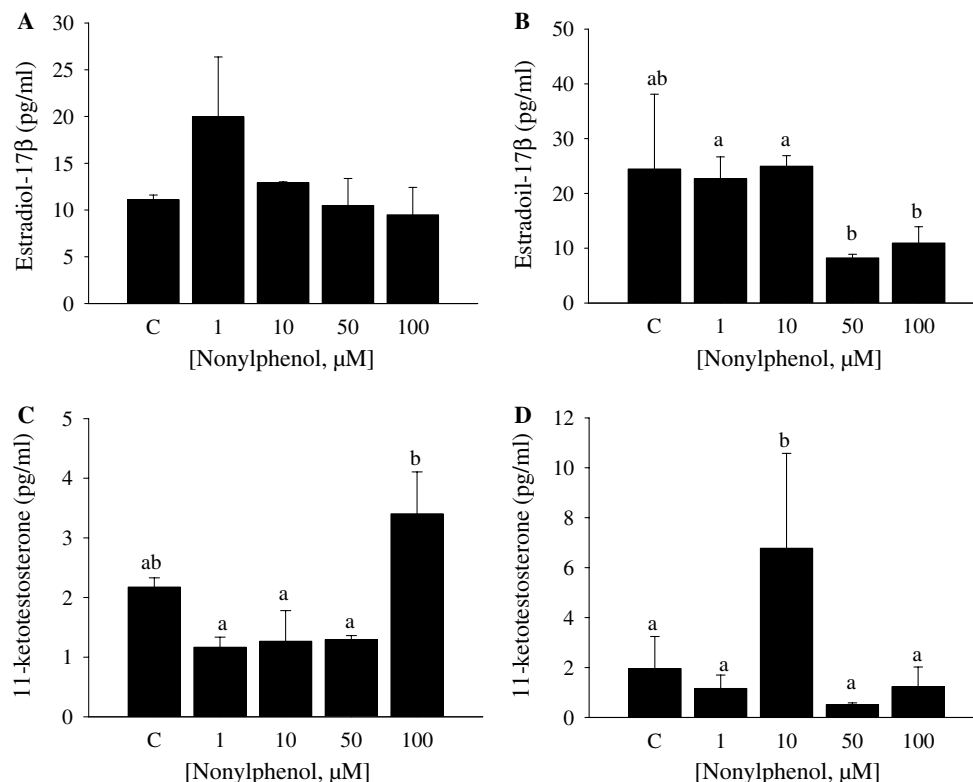 A
Estradiol-17β (pg/ml)
30
25
20
15
10
5
0
C 1 10 50 100
[Nonylphenol, µM]
B
Estradoil-17β (pg/ml)
50
40
30
20
10
0
ab a a b b
C 1 10 50 100
[Nonylphenol, µM]
C
11-ketotestosterone (pg/ml)
5
4
3
2
1
0
ab a a a b
C 1 10 50 100
[Nonylphenol, µM]
D
11-ketotestosterone (pg/ml)
12
10
8
6
4
2
0
a a b a a
C 1 10 50 100
[Nonylphenol, µM]